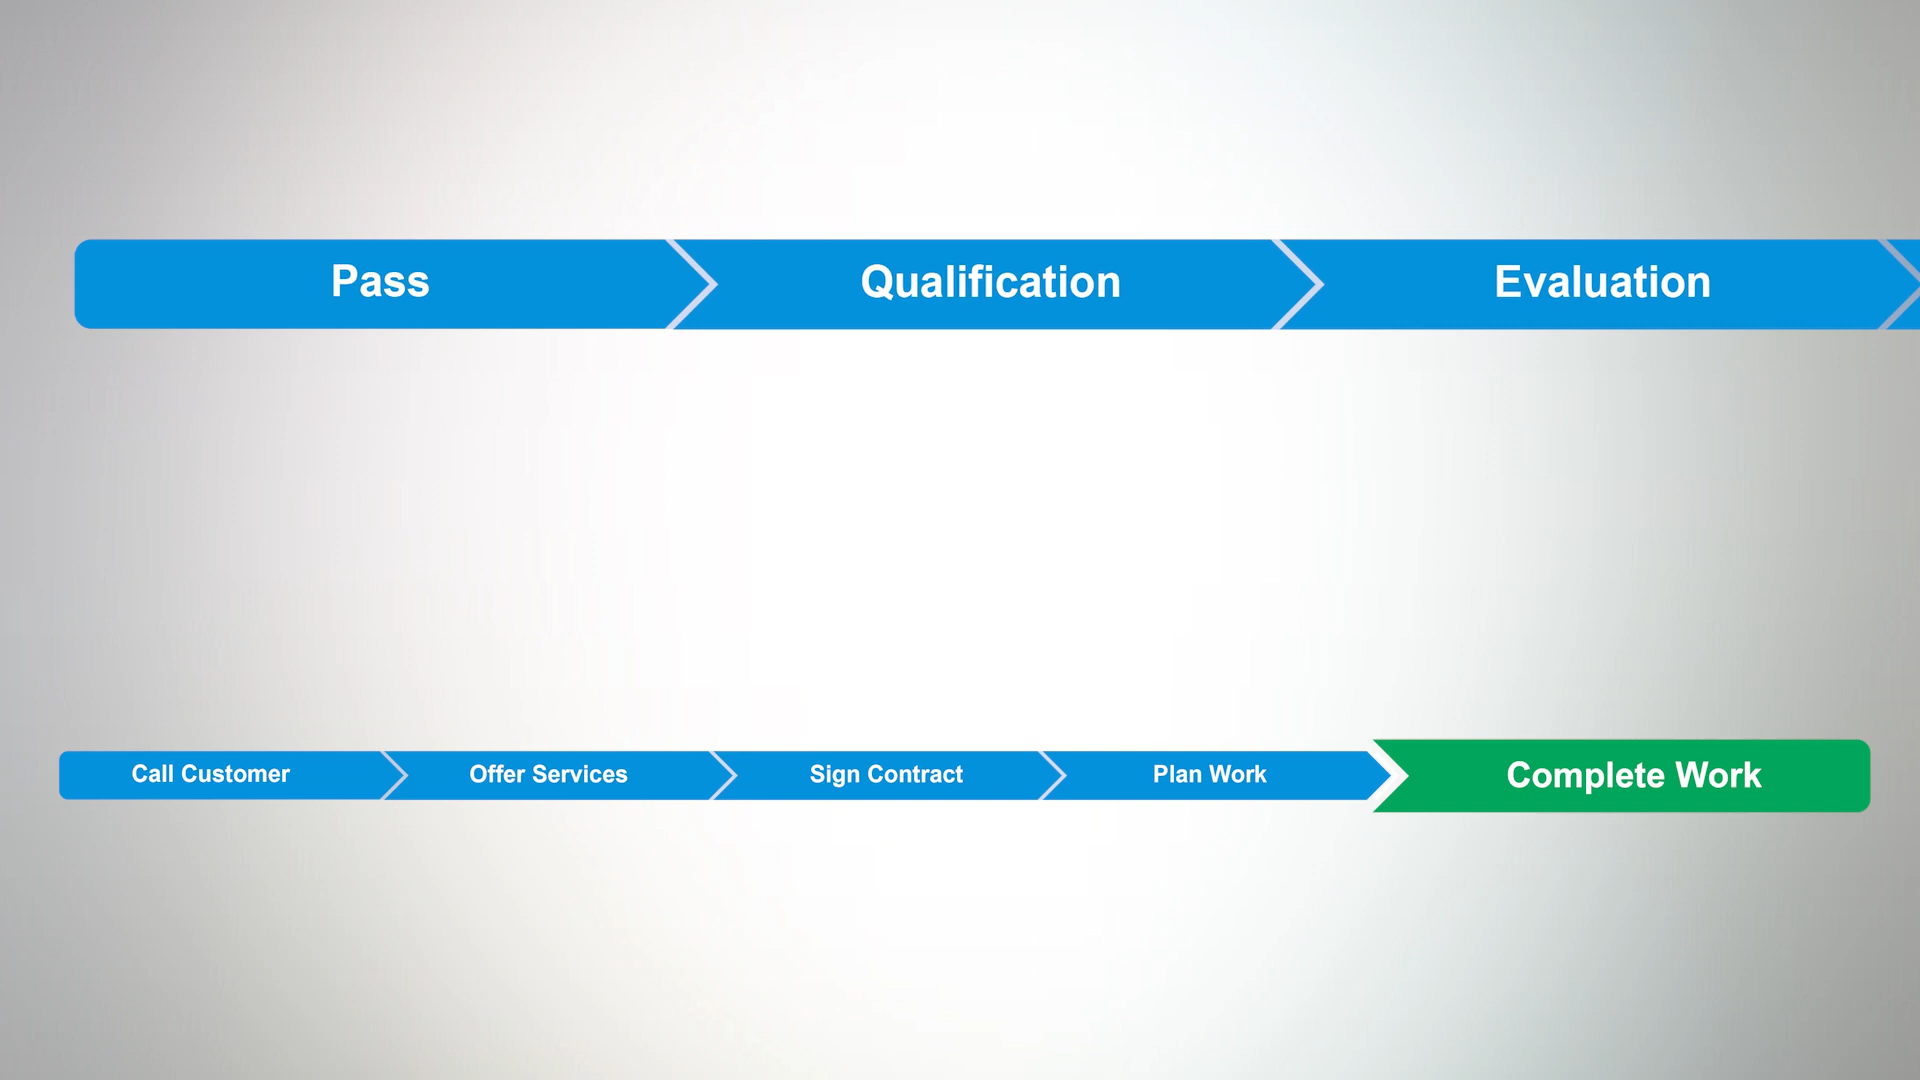 Pass Qualification Evaluation
Call Customer Offer Services Sign Contract Plan Work Complete Work